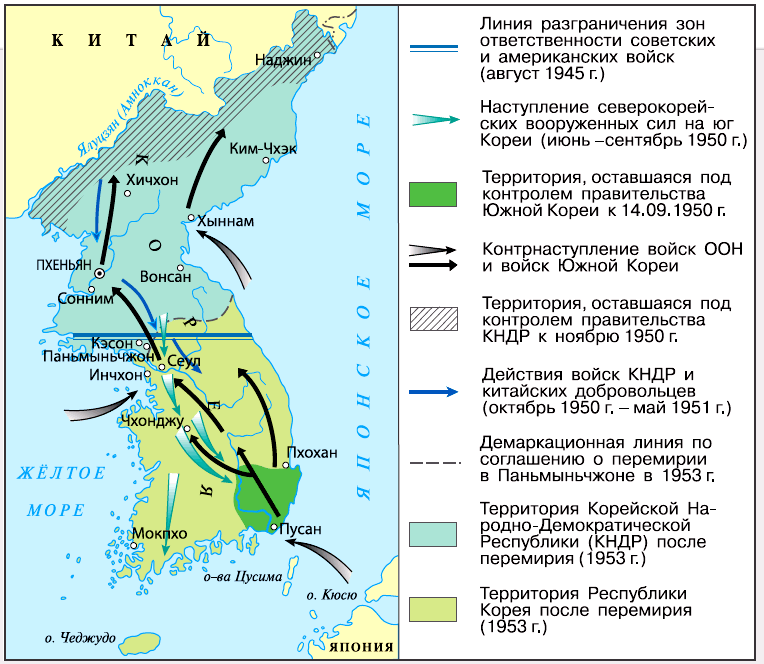 КИТАЙ
Наджин
Ялуцзян (Амноккан)
Ким-Чхэк
Хичхон
Хыннам
ПХЕНЬЯН
Вонсан
Сонним
КОРЕЯ
Кэсон
Паньмыньчжон
Сеул
Инчхон
Чхонджу
Пхохан
ЯПОНСКОЕ МОРЕ
ЖЁЛТОЕ
МОРЕ
Мокпхо
Пусан
о-ва Цусима
о. Кюсю
о. Чеджудо
ЯПОНИЯ
Линия разграничения зон
ответственности советских
и американских войск
(август 1945 г.)
Наступление северокорей-
ских вооруженных сил на юг
Кореи (июнь –сентябрь 1950 г.)
Территория, оставшаяся под
контролем правительства
Южной Кореи к 14.09.1950 г.
Контрнаступление войск ООН
и войск Южной Кореи
Территория, оставшаяся под
контролем правительства
КНДР к ноябрю 1950 г.
Действия войск КНДР и
китайских добровольцев
(октябрь 1950 г. – май 1951 г.)
Демаркационная линия по
соглашению о перемирии
в Паньмыньчжоне в 1953 г.
Территория Корейской На-
родно-Демократической
Республики (КНДР) после
перемирия (1953 г.)
Территория Республики
Корея после перемирия
(1953 г.)